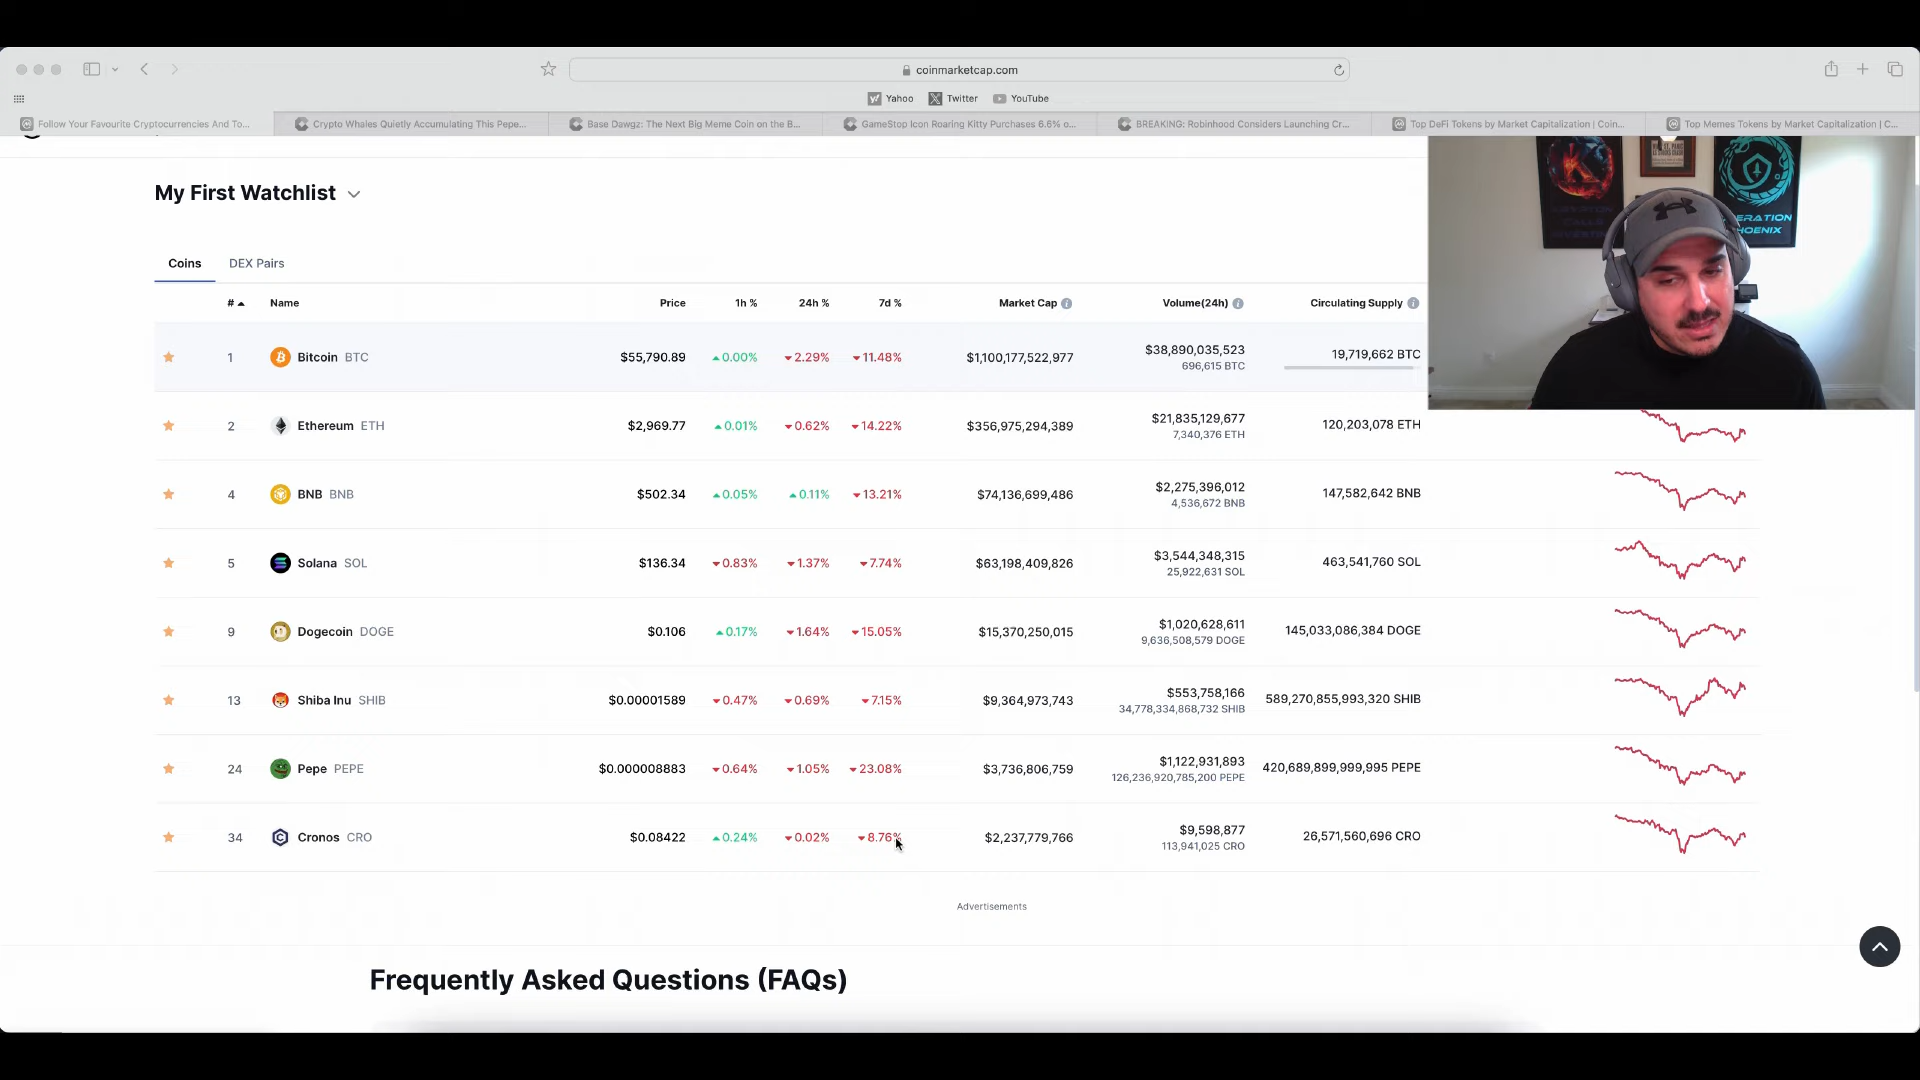 coinmarketcap.com
Yahoo Twitter YouTube
Follow Your Favourite Cryptocurrencies And To... Crypto Whales Quietly Accumulating This Pepe... Base Dawgz: The Next Big Meme Coin on the B... GameStop Icon Roaring Kitty Purchases 6.6% o... BREAKING: Robinhood Considers Launching Cr... Top DeFi Tokens by Market Capitalization | Coin... Top Memes Tokens by Market Capitalization | C...
My First Watchlist
Coins DEX Pairs
# Name Price 1h % 24h % 7d % Market Cap Volume(24h) Circulating Supply
1 Bitcoin BTC $55,790.89 0.00% 2.29% 11.48% $1,100,177,522,977 $38,890,035,523 19,719,662 BTC
696,615 BTC
2 Ethereum ETH $2,969.77 0.01% 0.62% 14.22% $356,975,294,389 $21,835,129,677 120,203,078 ETH
7,340,376 ETH
4 BNB BNB $502.34 0.05% 0.11% 13.21% $74,136,699,486 $2,275,396,012 147,582,642 BNB
4,536,672 BNB
5 Solana SOL $136.34 0.83% 1.37% 7.74% $63,198,409,826 $3,544,348,315 463,541,760 SOL
25,922,631 SOL
9 Dogecoin DOGE $0.106 0.17% 1.64% 15.05% $15,370,250,015 $1,020,628,611 145,033,086,384 DOGE
9,636,508,579 DOGE
13 Shiba Inu SHIB $0.00001589 0.47% 0.69% 7.15% $9,364,973,743 $553,758,166 589,270,855,993,320 SHIB
34,778,334,868,732 SHIB
24 Pepe PEPE $0.000008883 0.64% 1.05% 23.08% $3,736,806,759 $1,122,931,893 420,689,899,999,995 PEPE
126,236,920,785,200 PEPE
34 Cronos CRO $0.08422 0.24% 0.02% 8.76% $2,237,779,766 $9,598,877 26,571,560,696 CRO
113,941,025 CRO
Advertisements
Frequently Asked Questions (FAQs)